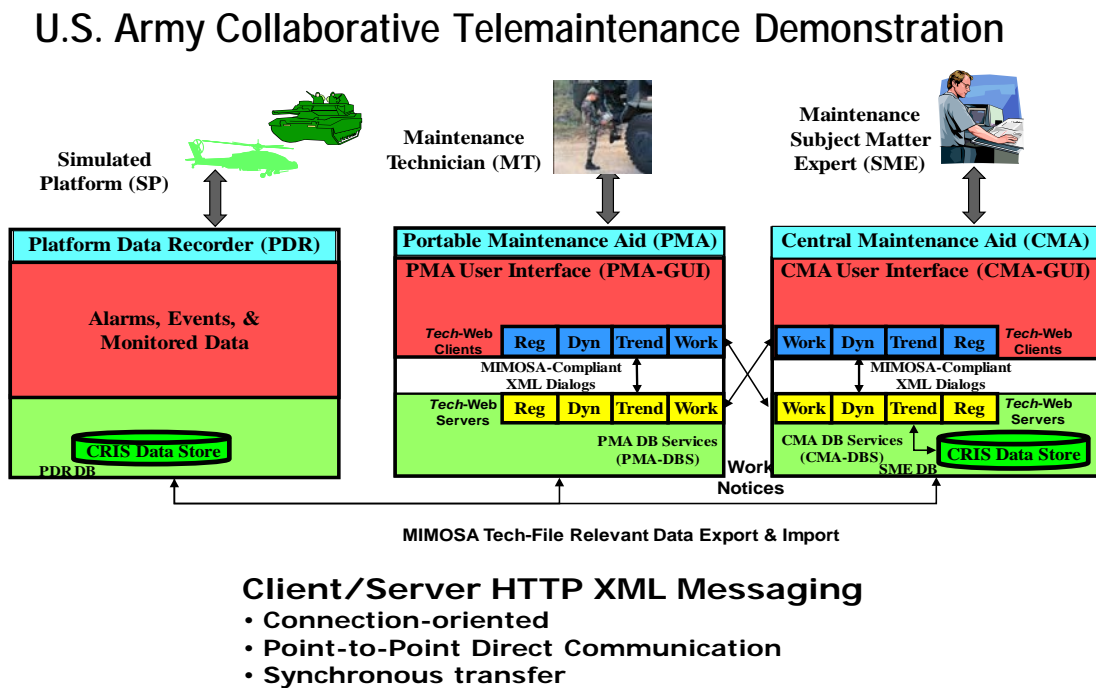 U.S. Army Collaborative Telemaintenance Demonstration
Simulated
Platform (SP)
Maintenance
Technician (MT)
Maintenance
Subject Matter
Expert (SME)
Platform Data Recorder (PDR)
Alarms, Events, &
Monitored Data
CRIS Data Store
PDR DB
Portable Maintenance Aid (PMA)
PMA User Interface (PMA-GUI)
Tech-Web
Clients
Reg Dyn Trend Work
MIMOSA-Compliant
XML Dialogs
Tech-Web
Servers
Reg Dyn Trend Work
PMA DB Services
(PMA-DBS)
Central Maintenance Aid (CMA)
CMA User Interface (CMA-GUI)
Work Dyn Trend Reg
Tech-Web
Clients
MIMOSA-Compliant
XML Dialogs
Work Dyn Trend Reg
Tech-Web
Servers
CMA DB Services
(CMA-DBS)
CRIS Data Store
SME DB
Work
Notices
MIMOSA Tech-File Relevant Data Export & Import
Client/Server HTTP XML Messaging
• Connection-oriented
• Point-to-Point Direct Communication
• Synchronous transfer